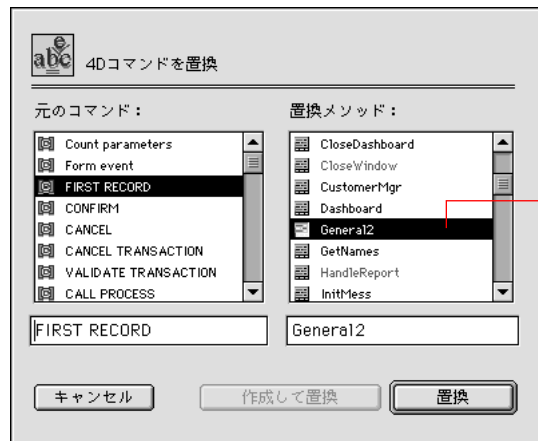 4Dコマンドを置換
元のコマンド：
Count parameters
Form event
FIRST RECORD
CONFIRM
CANCEL
CANCEL TRANSACTION
VALIDATE TRANSACTION
CALL PROCESS
FIRST RECORD
置換メソッド：
CloseDashboard
CloseWindow
CustomerMgr
Dashboard
General2
GetNames
HandleReport
InitMess
General2
キャンセル
作成して置換
置換